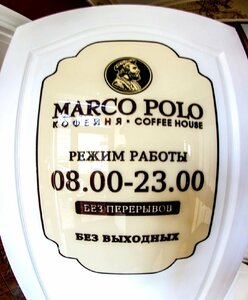 MARCO POLO
КОФЕЙНЯ • COFFEE HOUSE
РЕЖИМ РАБОТЫ
08.00-23.00
БЕЗ ПЕРЕРЫВОВ
БЕЗ ВЫХОДНЫХ